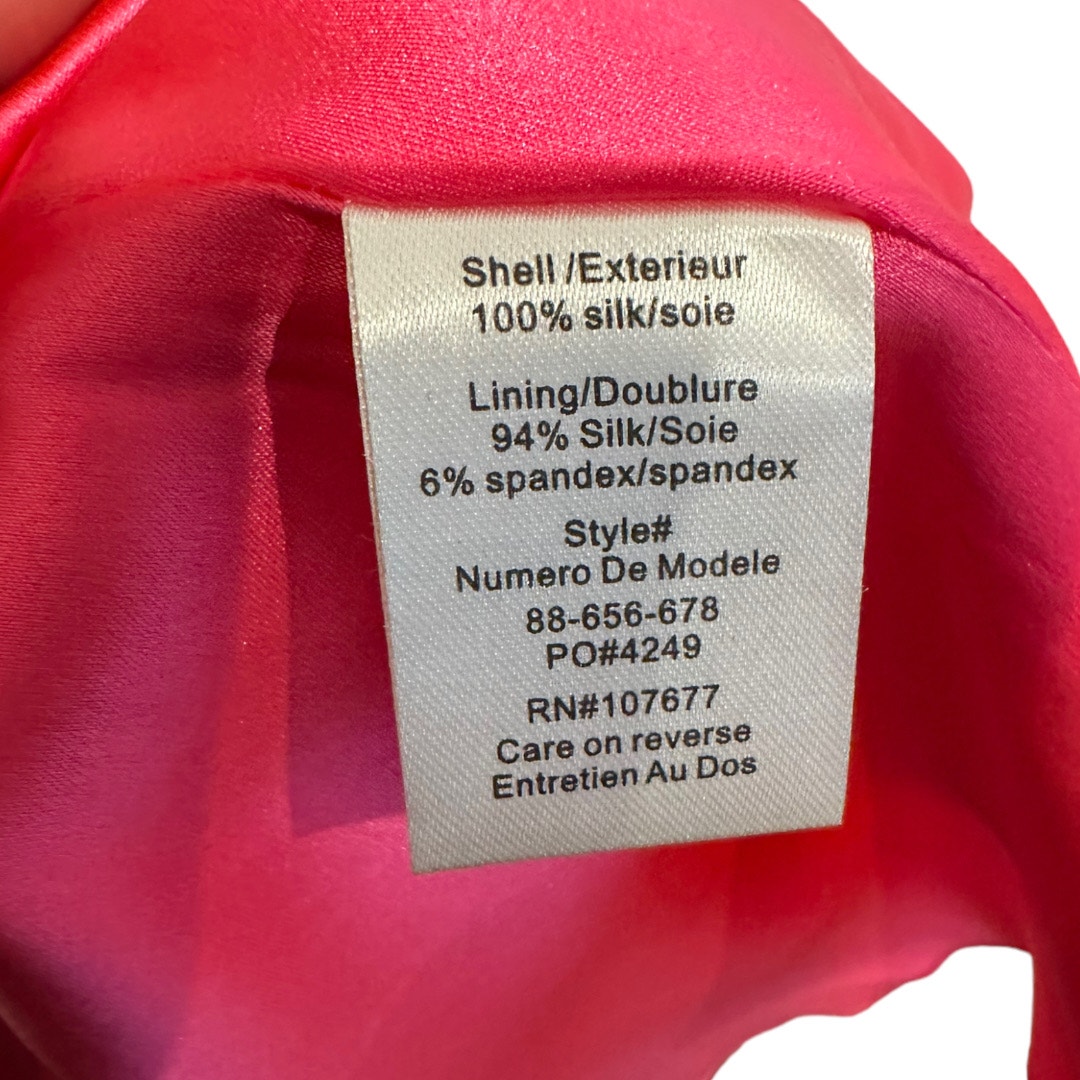 Shell /Exterieur
100% silk/soie
Lining/Doublure
94% Silk/Soie
6% spandex/spandex
Style#
Numero De Modele
88-656-678
PO#4249
RN#107677
Care on reverse
Entretien Au Dos